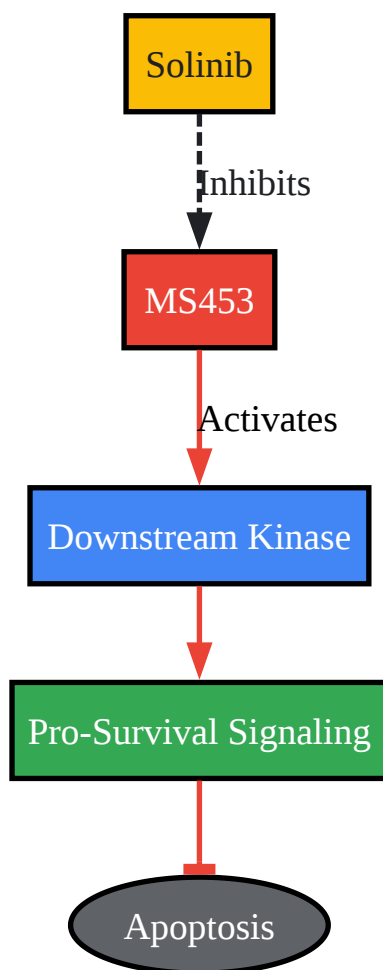 Solinib
Inhibits
MS453
Activates
Downstream Kinase
Pro-Survival Signaling
Apoptosis